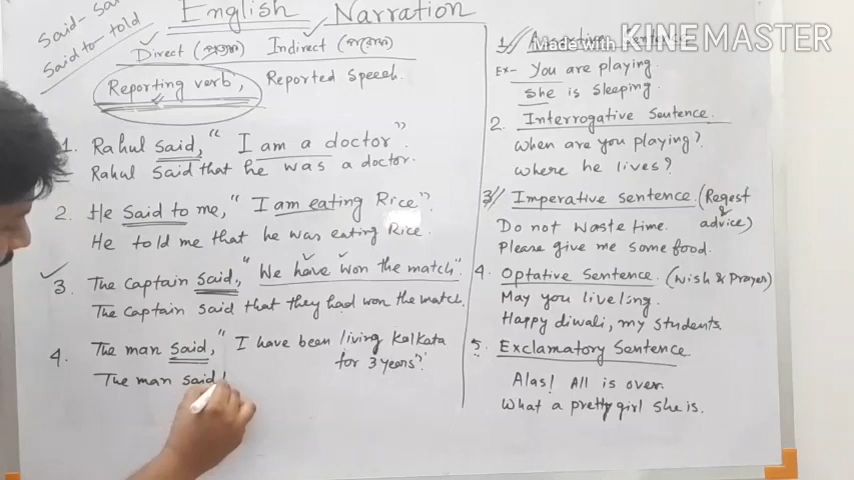 Said - Sa
Said to - told
English Narration
Direct (প্রত্যক্ষ) Indirect (পরোক্ষ)
Reporting verb, Reported Speech.
1. Rahul Said, " I am a doctor".
Rahul Said that he was a doctor.
2. He Said to me, " I am eating Rice".
He told me that he was eating Rice.
3. The Captain Said, "We have won the match".
The Captain Said that they had won the match.
4. The man Said, " I have been living Kolkata
for 3 years".
The man said
1. Assertive Sentence
Made with KINEMASTER
Ex- You are playing.
She is Sleeping.
2. Interrogative Sentence.
When are you playing?
Where he lives?
3. Imperative Sentence (Reqest
& advice)
Do not waste time.
Please give me some food.
4. Optative Sentence. (Wish & Prayer)
May you live long.
Happy diwali, my students.
5. Exclamatory Sentence
Alas! All is over.
What a pretty girl She is.